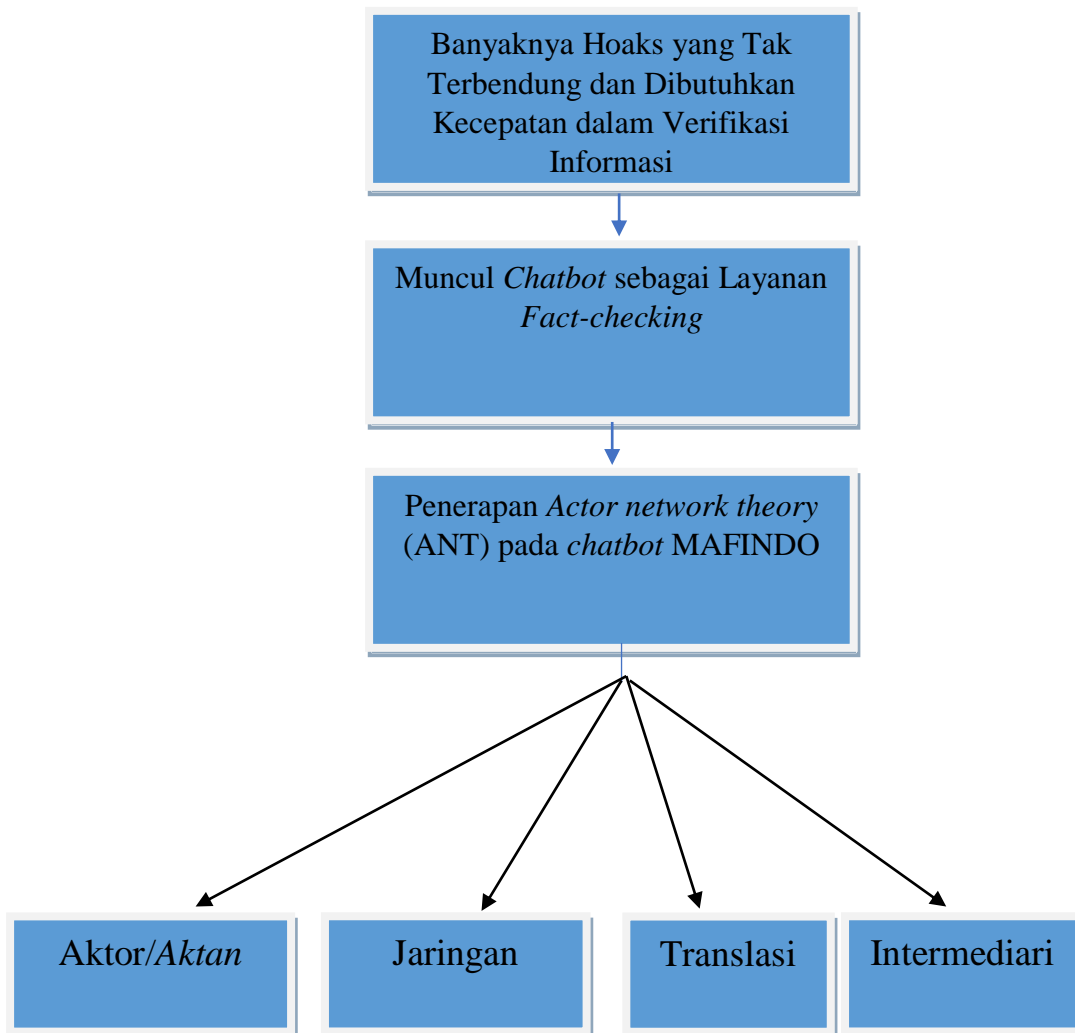 Banyaknya Hoaks yang Tak
Terbendung dan Dibutuhkan
Kecepatan dalam Verifikasi
Informasi
Muncul Chatbot sebagai Layanan
Fact-checking
Penerapan Actor network theory
(ANT) pada chatbot MAFINDO
Aktor/Aktan
Jaringan
Translasi
Intermediari